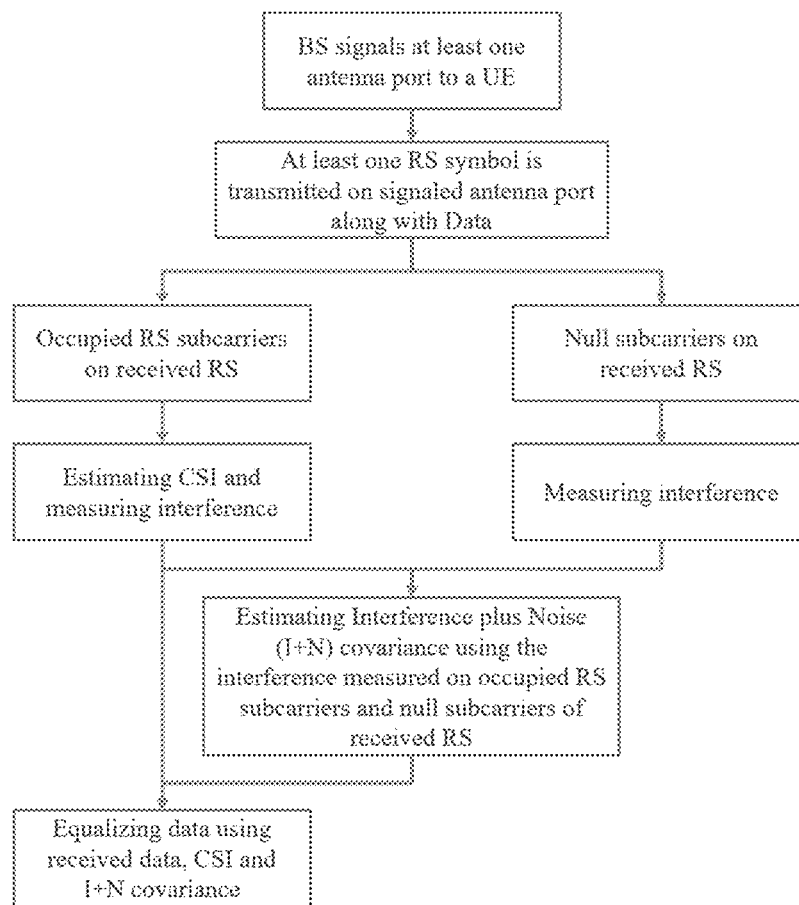 BS signals at least one
antenna port to a UE
At least one RS symbol is
transmitted on signaled antenna port
along with Data
Occupied RS subcarriers
on received RS
Null subcarriers on
received RS
Estimating CSI and
measuring interference
Measuring interference
Estimating Interference plus Noise
(I+N) covariance using the
interference measured on occupied RS
subcarriers and null subcarriers of
received RS
Equalizing data using
received data, CSI and
I+N covariance